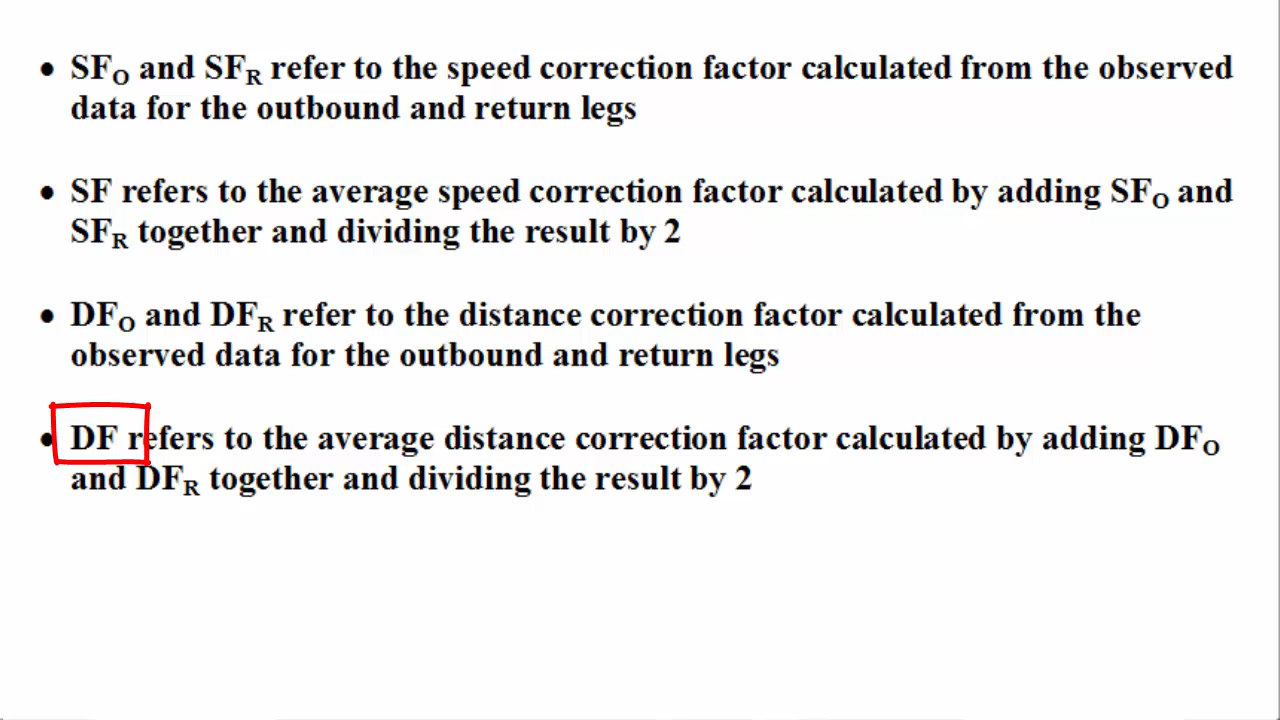 • SFO and SFR refer to the speed correction factor calculated from the observed
data for the outbound and return legs
• SF refers to the average speed correction factor calculated by adding SFO and
SFR together and dividing the result by 2
• DFO and DFR refer to the distance correction factor calculated from the
observed data for the outbound and return legs
• DF refers to the average distance correction factor calculated by adding DFO
and DFR together and dividing the result by 2